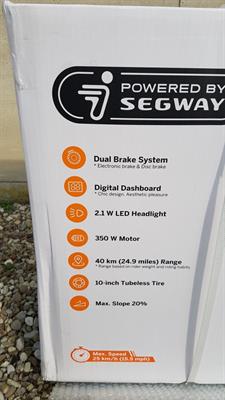 POWERED BY
SEGWAY
Dual Brake System
* Electronic brake & Disc brake
Digital Dashboard
* Chic design. Aesthetic pleasure
2.1 W LED Headlight
350 W Motor
40 km (24.9 miles) Range
* Range based on rider weight and riding habits
10-inch Tubeless Tire
Max. Slope 20%
Max. Speed
25 km/h (15.5 mph)